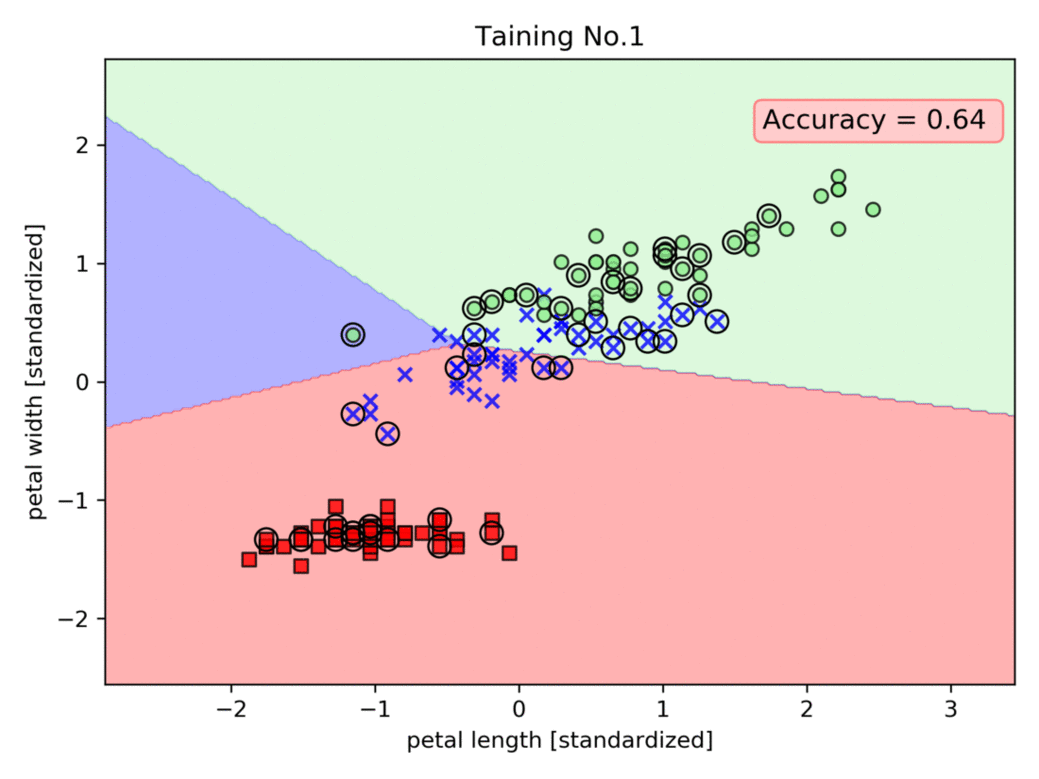 Taining No.1
Accuracy = 0.64
2
1
0
−1
−2
petal width [standardized]
−2 −1 0 1 2 3
petal length [standardized]